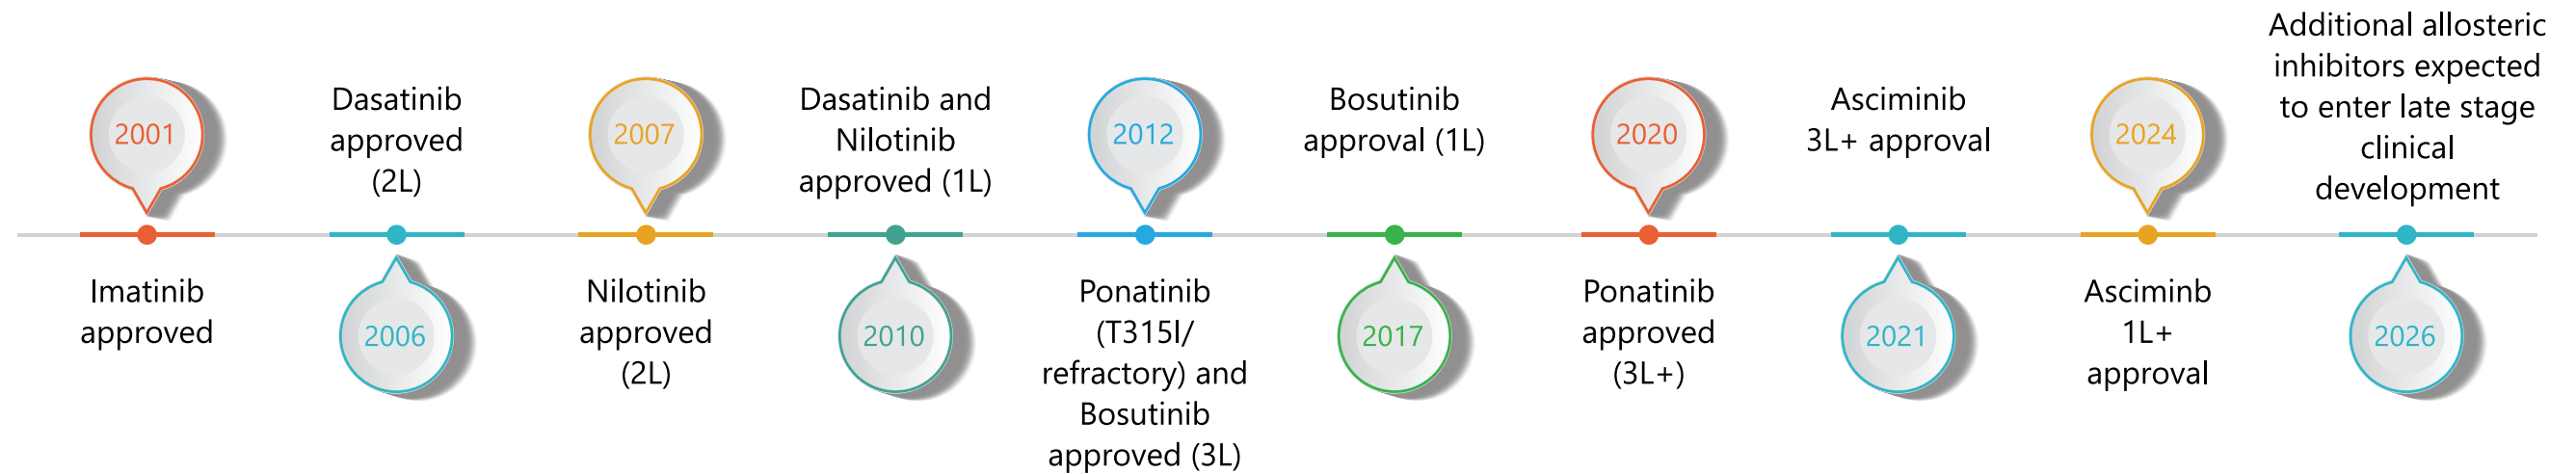 2001
Imatinib
approved
Dasatinib
approved
(2L)
2006
2007
Nilotinib
approved
(2L)
Dasatinib and
Nilotinib
approved (1L)
2010
2012
Ponatinib
(T315I/
refractory) and
Bosutinib
approved (3L)
Bosutinib
approval (1L)
2017
2020
Ponatinib
approved
(3L+)
Asciminib
3L+ approval
2021
2024
Asciminb
1L+
approval
Additional allosteric
inhibitors expected
to enter late stage
clinical
development
2026